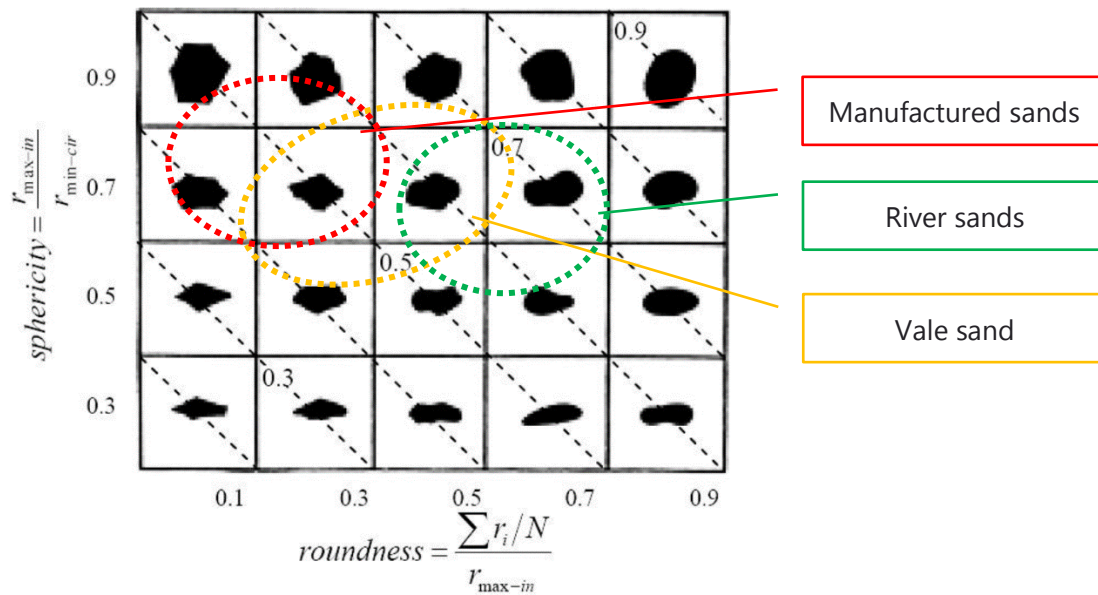 0.9
0.9
Manufactured sands
0.7
0.7
River sands
0.5
0.5
Vale sand
0.3
0.3
sphericity = r_max−in / r_min−cir
0.1 0.3 0.5 0.7 0.9
roundness = ∑ r_i/N / r_max−in